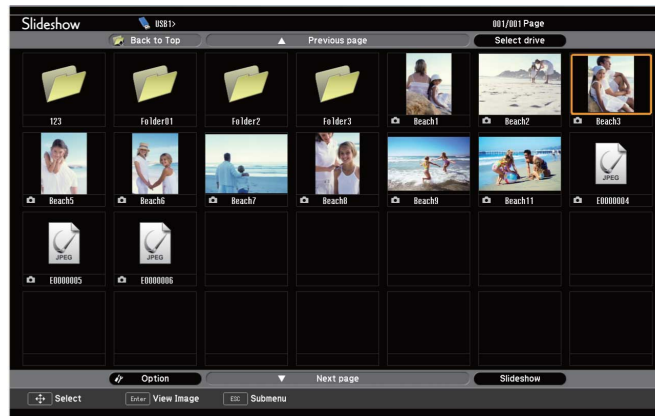 Slideshow USB1> 001/001 Page
Back to Top Previous page Select drive
123 Folder01 Folder2 Folder3 Beach1 Beach2 Beach3
Beach5 Beach6 Beach7 Beach8 Beach9 Beach11 E0000004
JPEG
JPEG JPEG
E0000005 E0000006
Option Next page Slideshow
Select Enter View Image ESC Submenu